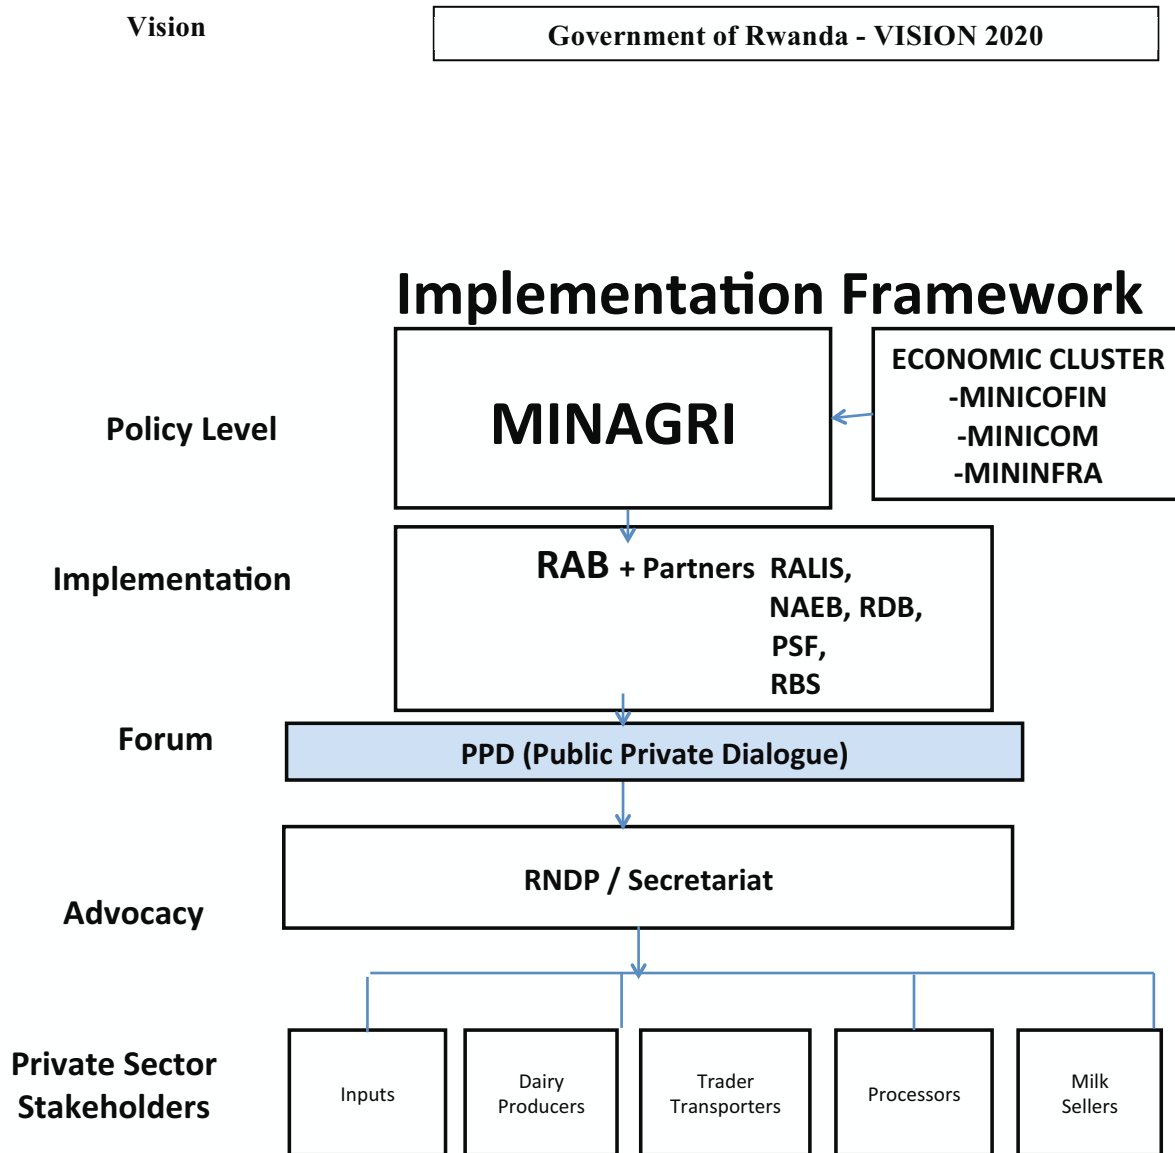 Vision
Government of Rwanda - VISION 2020
Implementation Framework
Policy Level
MINAGRI
ECONOMIC CLUSTER
-MINICOFIN
-MINICOM
-MININFRA
Implementation
RAB + Partners RALIS,
NAEB, RDB,
PSF,
RBS
Forum
PPD (Public Private Dialogue)
Advocacy
RNDP / Secretariat
Private Sector
Stakeholders
Inputs
Dairy
Producers
Trader
Transporters
Processors
Milk
Sellers